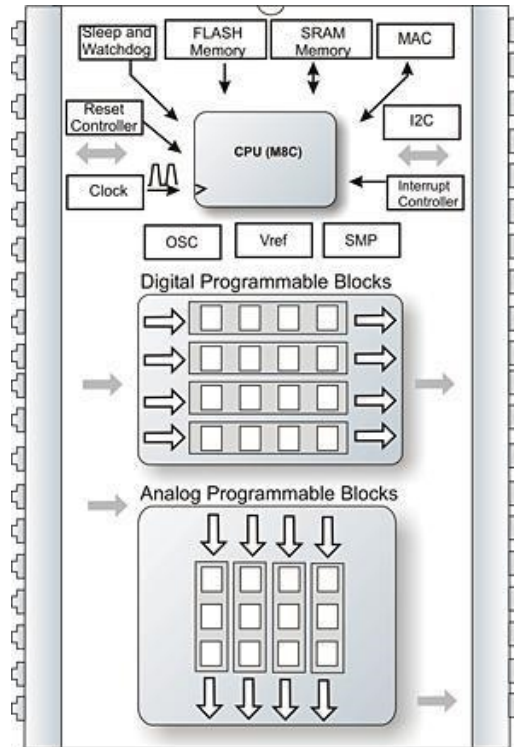 Sleep and
Watchdog
FLASH
Memory
SRAM
Memory
MAC
Reset
Controller
I2C
CPU (M8C)
Clock
Interrupt
Controller
OSC
Vref
SMP
Digital Programmable Blocks
Analog Programmable Blocks